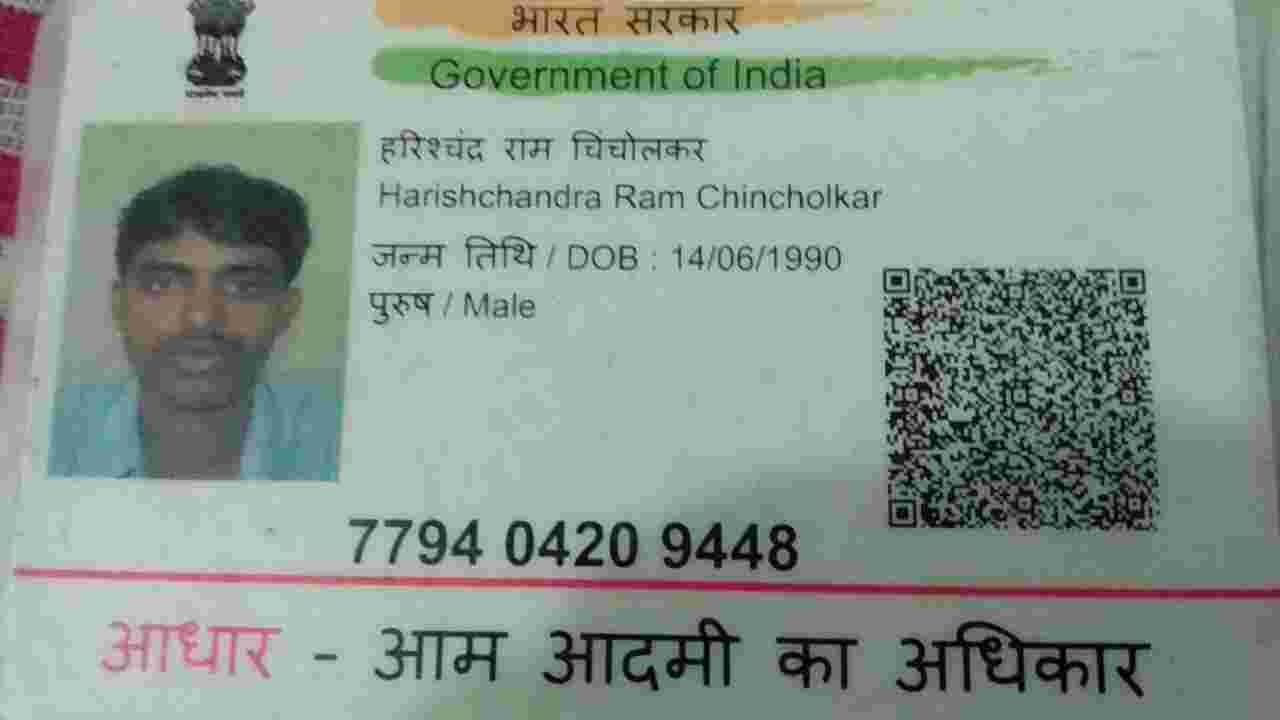 भारत सरकार
Government of India
हरिश्चंद्र राम चिंचोलकर
Harishchandra Ram Chincholkar
जन्म तिथि / DOB : 14/06/1990
पुरुष / Male
7794 0420 9448
आधार - आम आदमी का अधिकार